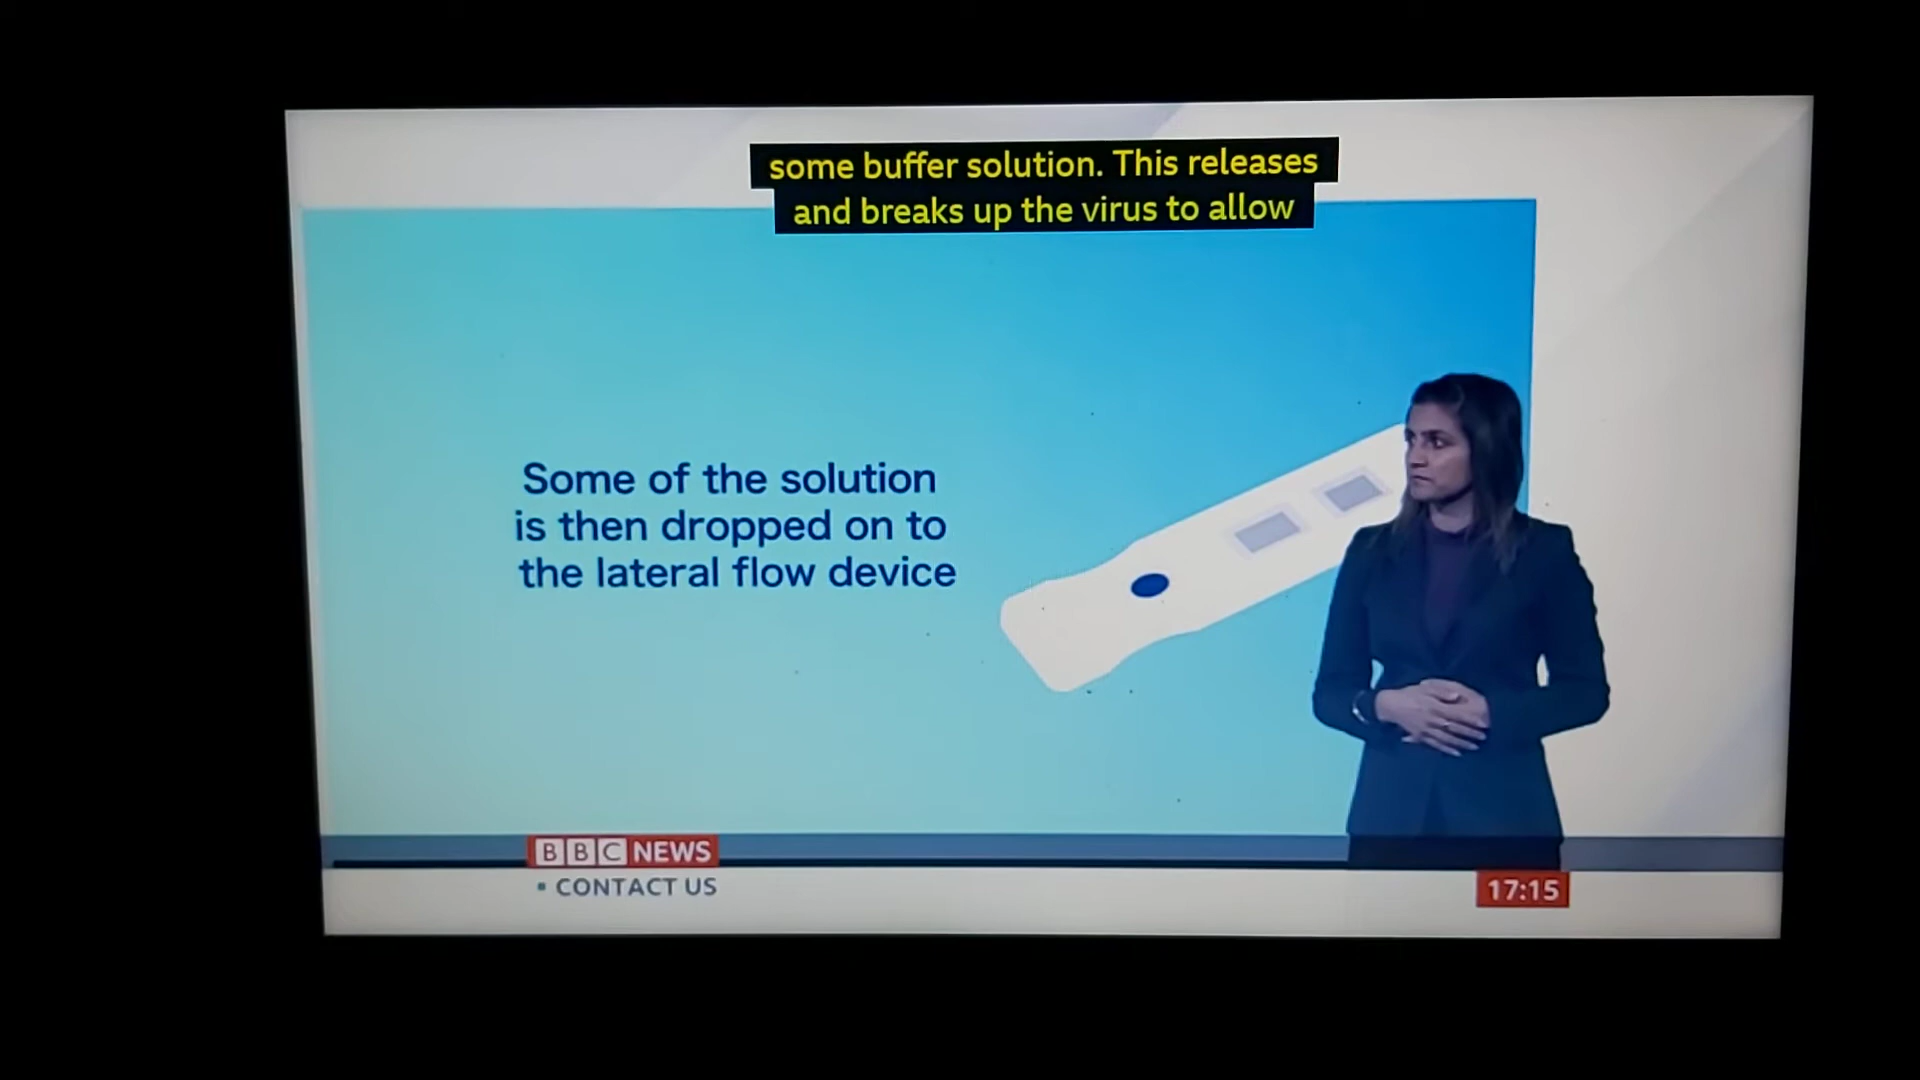 some buffer solution. This releases
and breaks up the virus to allow
Some of the solution
is then dropped on to
the lateral flow device
BBC NEWS
▪ CONTACT US
17:15